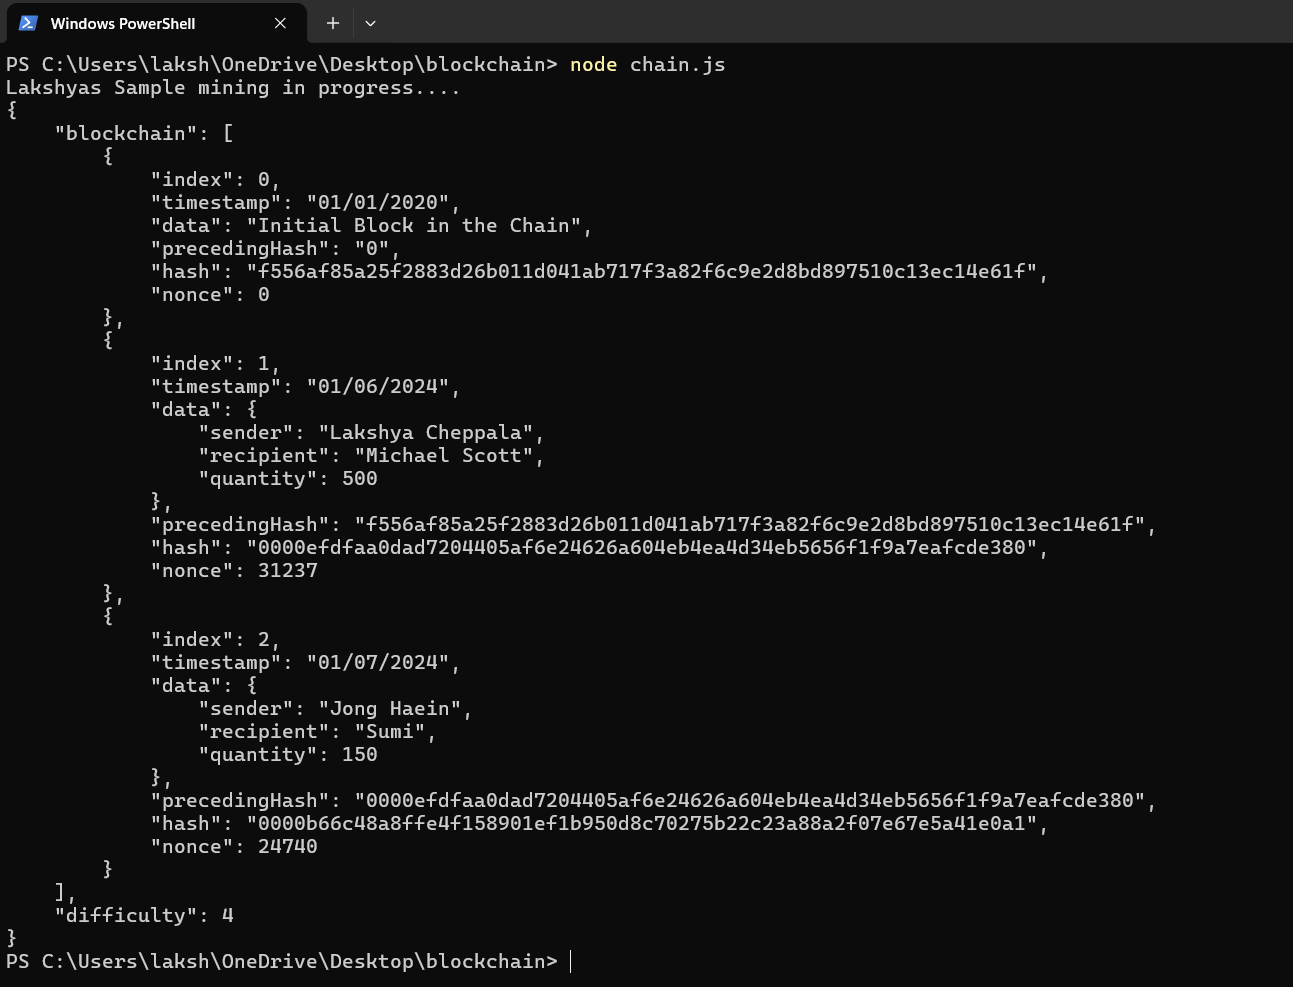 Windows PowerShell
PS C:\Users\laksh\OneDrive\Desktop\blockchain> node chain.js
Lakshyas Sample mining in progress....
{
    "blockchain": [
        {
            "index": 0,
            "timestamp": "01/01/2020",
            "data": "Initial Block in the Chain",
            "precedingHash": "0",
            "hash": "f556af85a25f2883d26b011d041ab717f3a82f6c9e2d8bd897510c13ec14e61f",
            "nonce": 0
        },
        {
            "index": 1,
            "timestamp": "01/06/2024",
            "data": {
                "sender": "Lakshya Cheppala",
                "recipient": "Michael Scott",
                "quantity": 500
            },
            "precedingHash": "f556af85a25f2883d26b011d041ab717f3a82f6c9e2d8bd897510c13ec14e61f",
            "hash": "0000efdfaa0dad7204405af6e24626a604eb4ea4d34eb5656f1f9a7eafcde380",
            "nonce": 31237
        },
        {
            "index": 2,
            "timestamp": "01/07/2024",
            "data": {
                "sender": "Jong Haein",
                "recipient": "Sumi",
                "quantity": 150
            },
            "precedingHash": "0000efdfaa0dad7204405af6e24626a604eb4ea4d34eb5656f1f9a7eafcde380",
            "hash": "0000b66c48a8ffe4f158901ef1b950d8c70275b22c23a88a2f07e67e5a41e0a1",
            "nonce": 24740
        }
    ],
    "difficulty": 4
}
PS C:\Users\laksh\OneDrive\Desktop\blockchain>